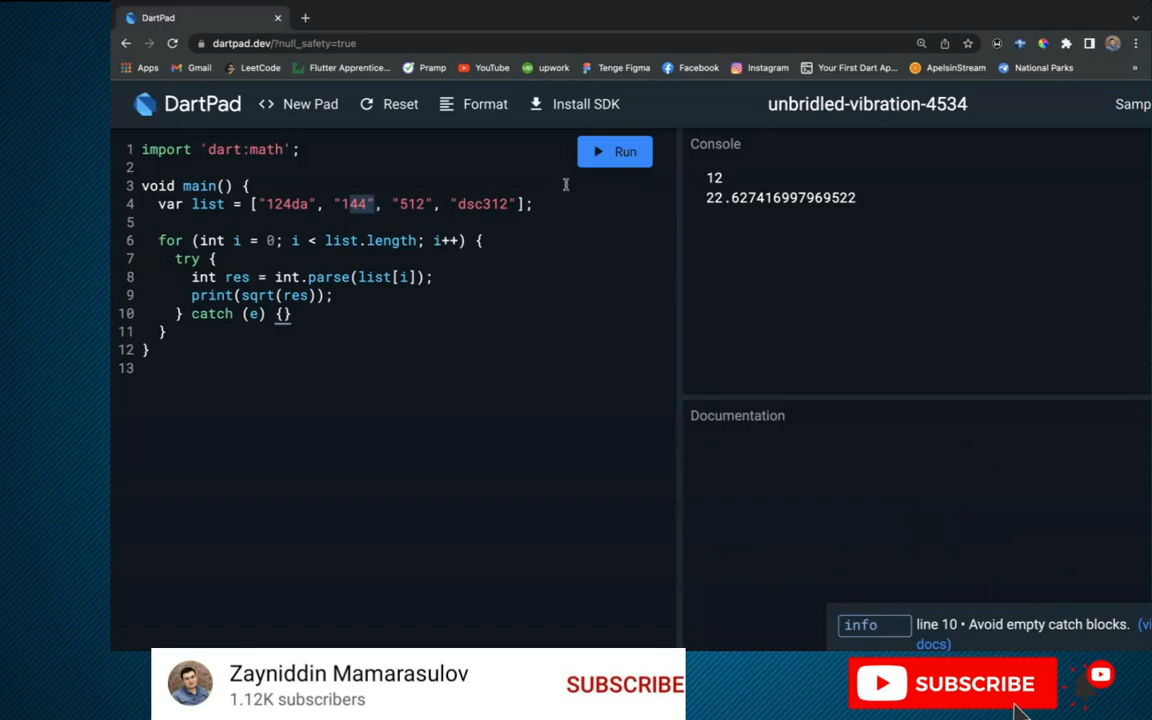 DartPad
dartpad.dev/?null_safety=true
Apps Gmail LeetCode Flutter Apprentice... Pramp YouTube upwork Tenge Figma Facebook Instagram Your First Dart Ap... ApelsinStream National Parks
DartPad <> New Pad Reset Format Install SDK unbridled-vibration-4534 Samp
Run
1 import 'dart:math';
2
3 void main() {
4 var list = ["124da", "144", "512", "dsc312"];
5
6 for (int i = 0; i < list.length; i++) {
7 try {
8 int res = int.parse(list[i]);
9 print(sqrt(res));
10 } catch (e) {}
11 }
12 }
13
Console
12
22.627416997969522
Documentation
info line 10 • Avoid empty catch blocks. (vi
docs)
Zayniddin Mamarasulov
1.12K subscribers
SUBSCRIBE
SUBSCRIBE